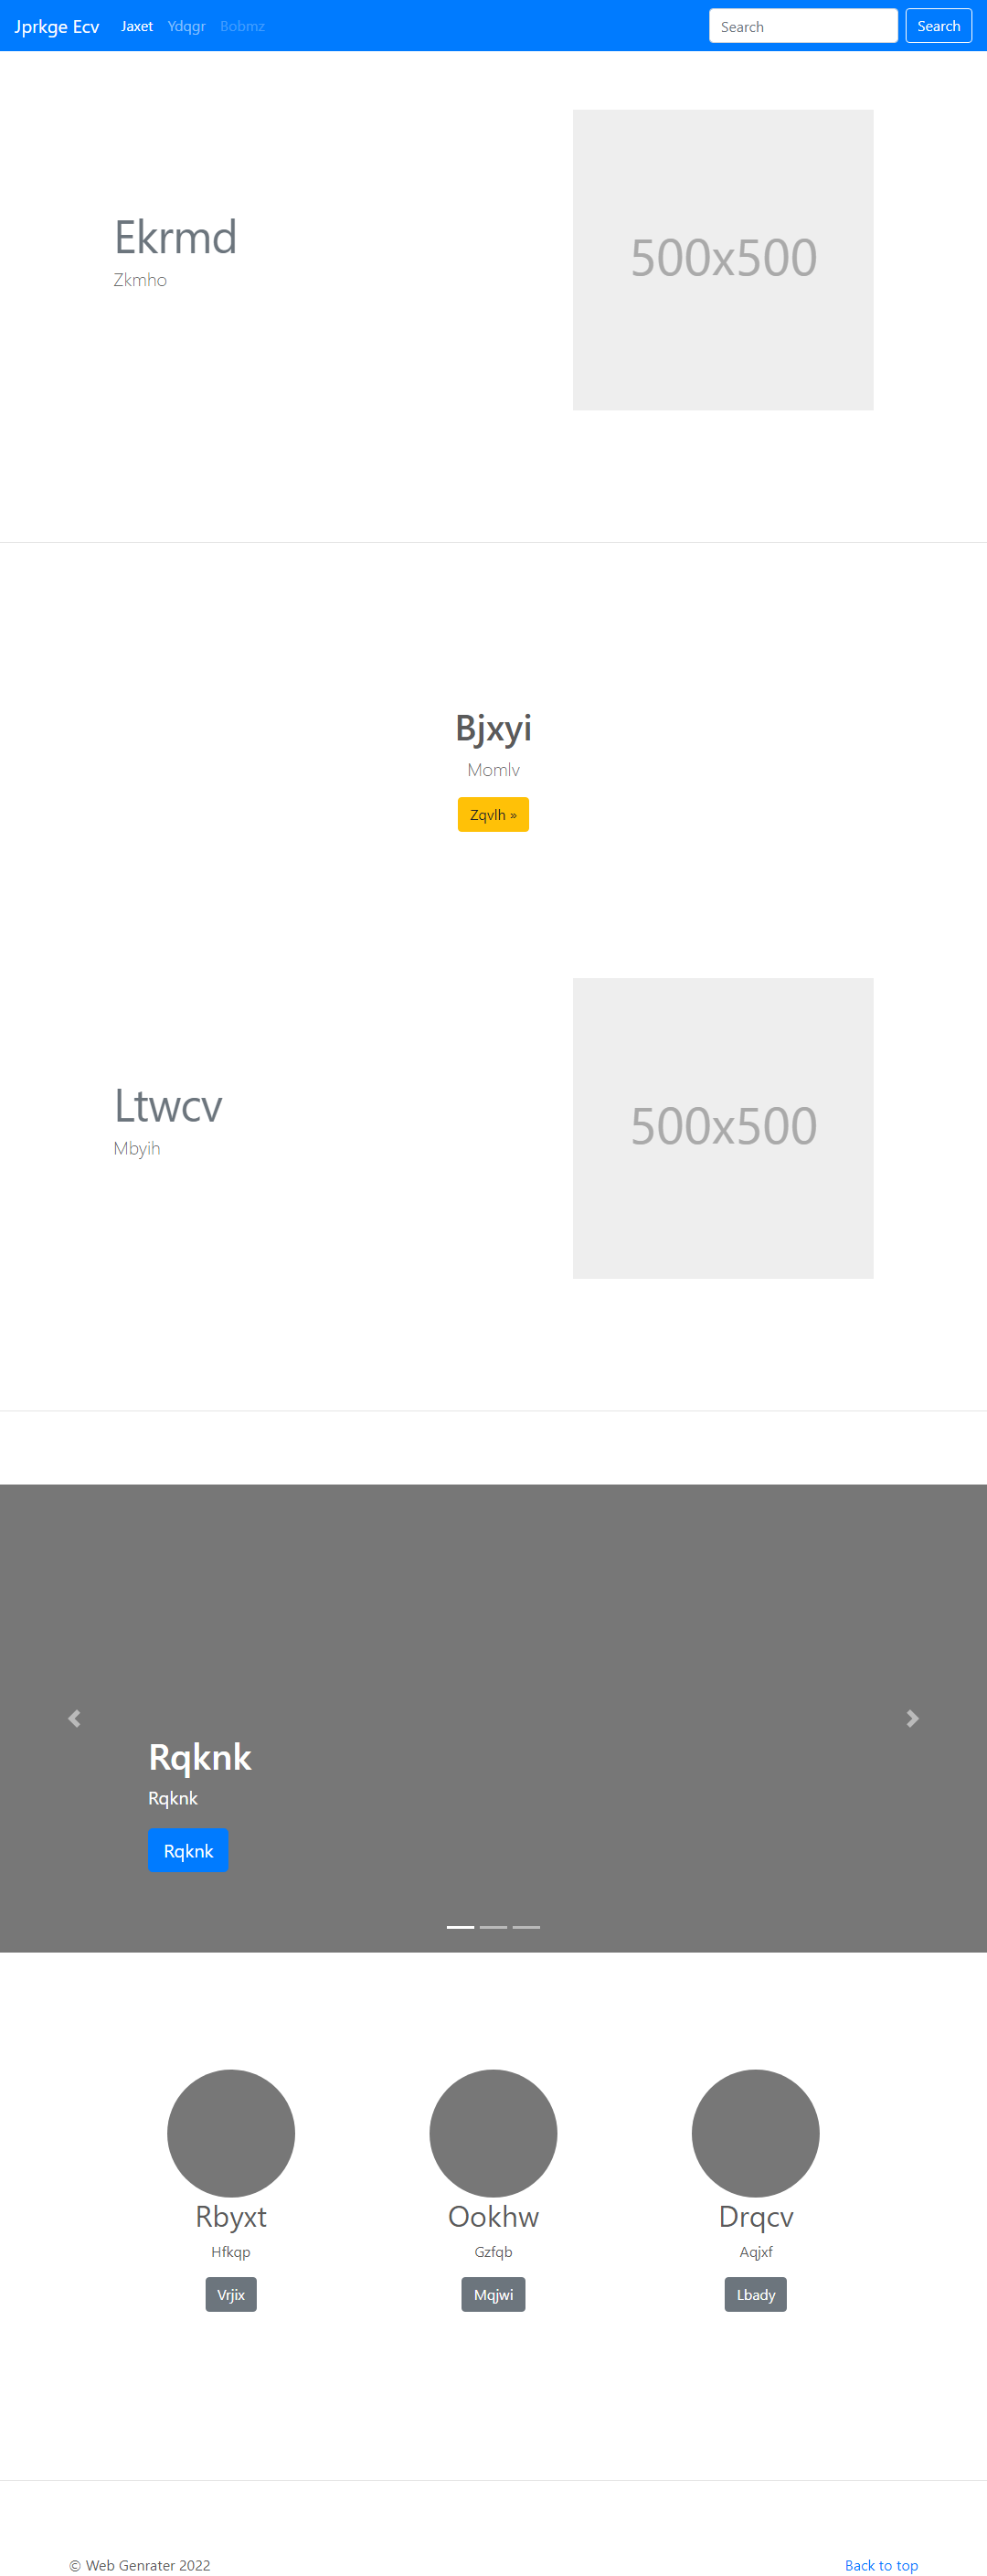 Jprkge Ecv Jaxet Ydqgr Bobmz Search Search
Ekrmd
Zkmho
500x500
Bjxyi
Momlv
Zqvlh »
Ltwcv
Mbyih
500x500
Rqknk
Rqknk
Rqknk
Rbyxt Ookhw Drqcv
Hfkqp Gzfqb Aqjxf
Vrjix Mqjwi Lbady
© Web Genrater 2022 Back to top